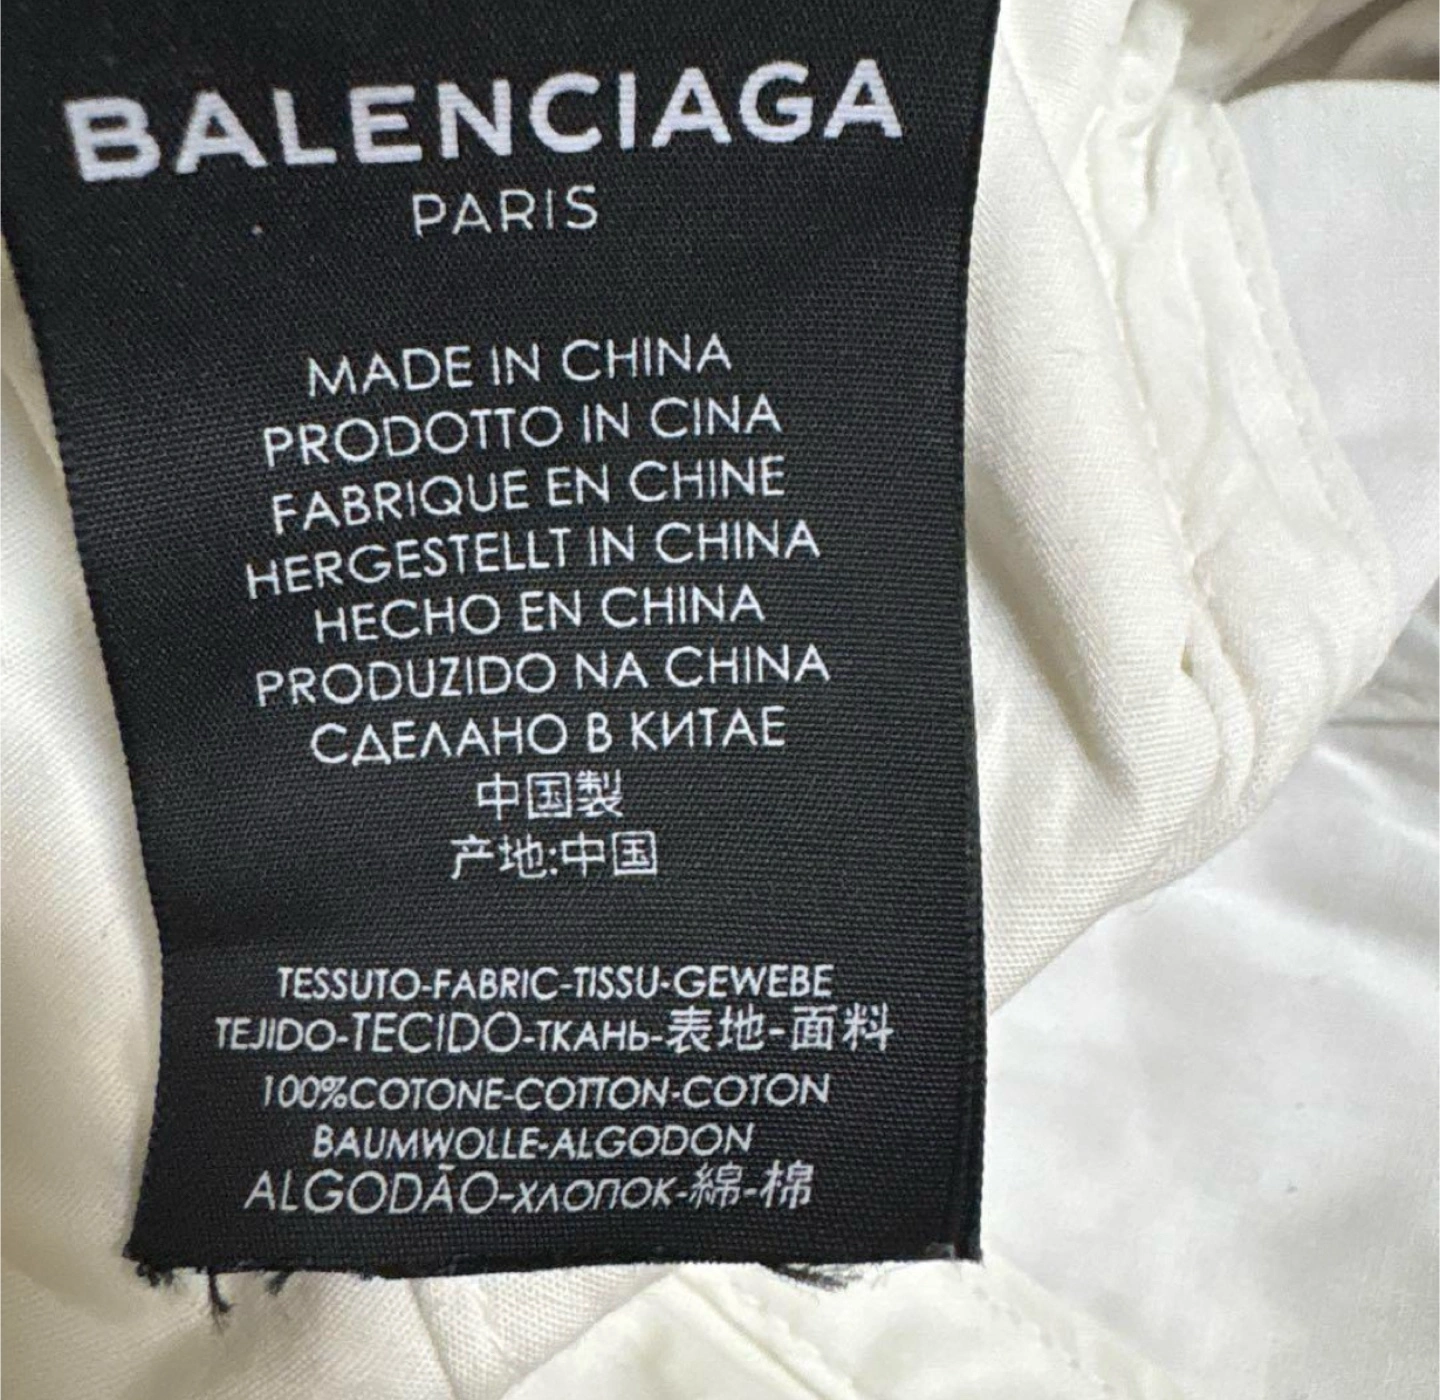 BALENCIAGA
PARIS
MADE IN CHINA
PRODOTTO IN CINA
FABRIQUE EN CHINE
HERGESTELLT IN CHINA
HECHO EN CHINA
PRODUZIDO NA CHINA
СДЕЛАНО В КИТАЕ
中国製
产地:中国
TESSUTO-FABRIC-TISSU-GEWEBE
TEJIDO-TECIDO-ТКАНЬ-表地-面料
100%COTONE-COTTON-COTON
BAUMWOLLE-ALGODON
ALGODÃO-ХЛОПОК-綿-棉